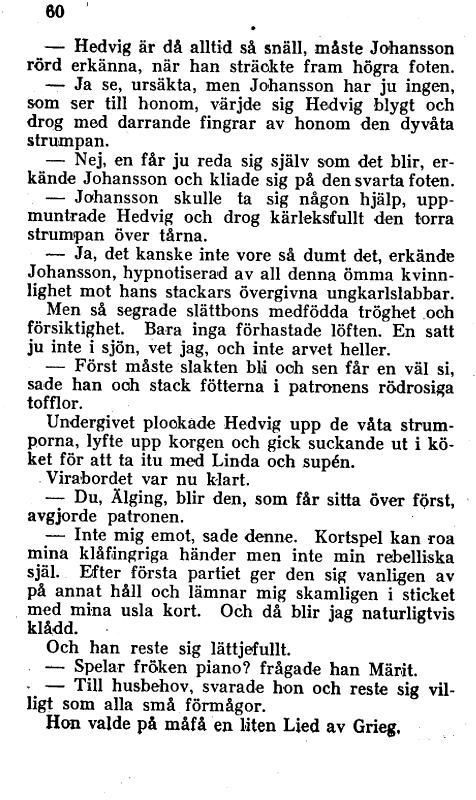 60
— Hedvig är då alltid så snäll, måste Johansson
rörd erkänna, när han sträckte fram högra foten.
— Ja se, ursäkta, men Johansson har ju ingen,
som ser till honom, värjde sig Hedvig blygt och
drog med darrande fingrar av honom den dyvåta
strumpan.
— Nej, en får ju reda sig själv som det blir, er-
kände Johansson och kliade sig på den svarta foten.
— Johansson skulle ta sig någon hjälp, upp-
muntrade Hedvig och drog kärleksfullt den torra
strumpan över tårna.
— Ja, det kanske inte vore så dumt det, erkände
Johansson, hypnotiserad av all denna ömma kvinn-
lighet mot hans stackars övergivna ungkarlslabbar.
Men så segrade slättbons medfödda tröghet och
försiktighet. Bara inga förhastade löften. En satt
ju inte i sjön, vet jag, och inte arvet heller.
— Först måste slakten bli och sen får en väl si,
sade han och stack fötterna i patronens rödrosiga
tofflor.
Undergivet plockade Hedvig upp de våta strum-
porna, lyfte upp korgen och gick suckande ut i kö-
ket för att ta itu med Linda och supén.
Virabordet var nu klart.
— Du, Älging, blir den, som får sitta över först,
avgjorde patronen.
— Inte mig emot, sade denne. Kortspel kan roa
mina klåfingriga händer men inte min rebelliska
själ. Efter första partiet ger den sig vanligen av
på annat håll och lämnar mig skamligen i sticket
med mina usla kort. Och då blir jag naturligtvis
klådd.
Och han reste sig lättjefullt.
— Spelar fröken piano? frågade han Märit.
— Till husbehov, svarade hon och reste sig vil-
ligt som alla små förmågor.
Hon valde på måfå en liten Lied av Grieg.